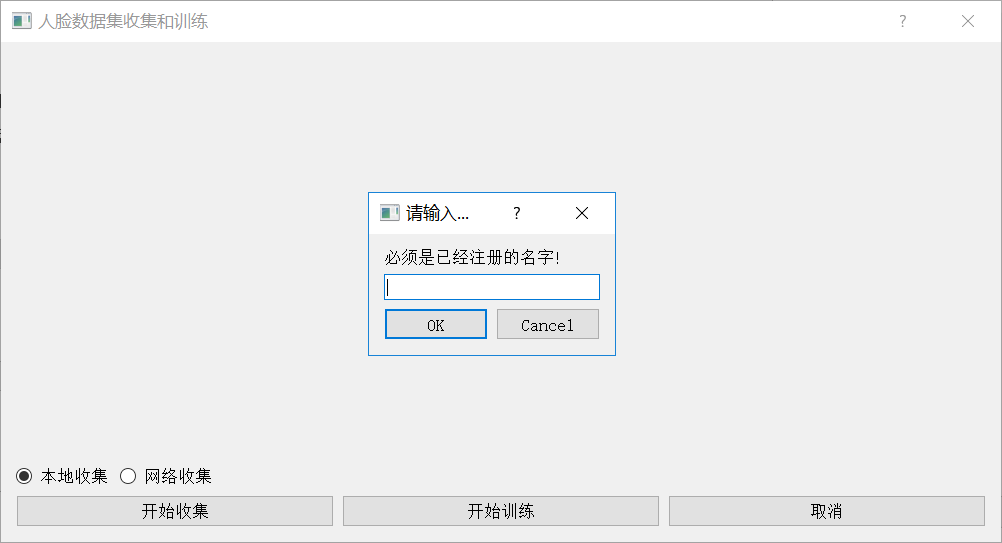 人脸数据集收集和训练
请输入...
必须是已经注册的名字!
OK Cancel
本地收集 网络收集
开始收集 开始训练 取消